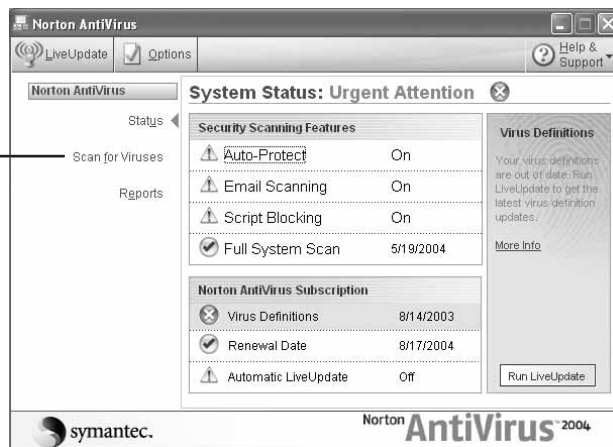 Norton AntiVirus
LiveUpdate
Options
Help &
Support
Norton AntiVirus
Status
Scan for Viruses
Reports
System Status: Urgent Attention
Security Scanning Features
Auto-Protect On
Email Scanning On
Script Blocking On
Full System Scan 5/19/2004
Norton AntiVirus Subscription
Virus Definitions 8/14/2003
Renewal Date 8/17/2004
Automatic LiveUpdate Off
Virus Definitions
Your virus definitions
are out of date. Run
LiveUpdate to get the
latest virus definition
updates.
More Info
Run LiveUpdate
symantec.
Norton AntiVirus™ 2004